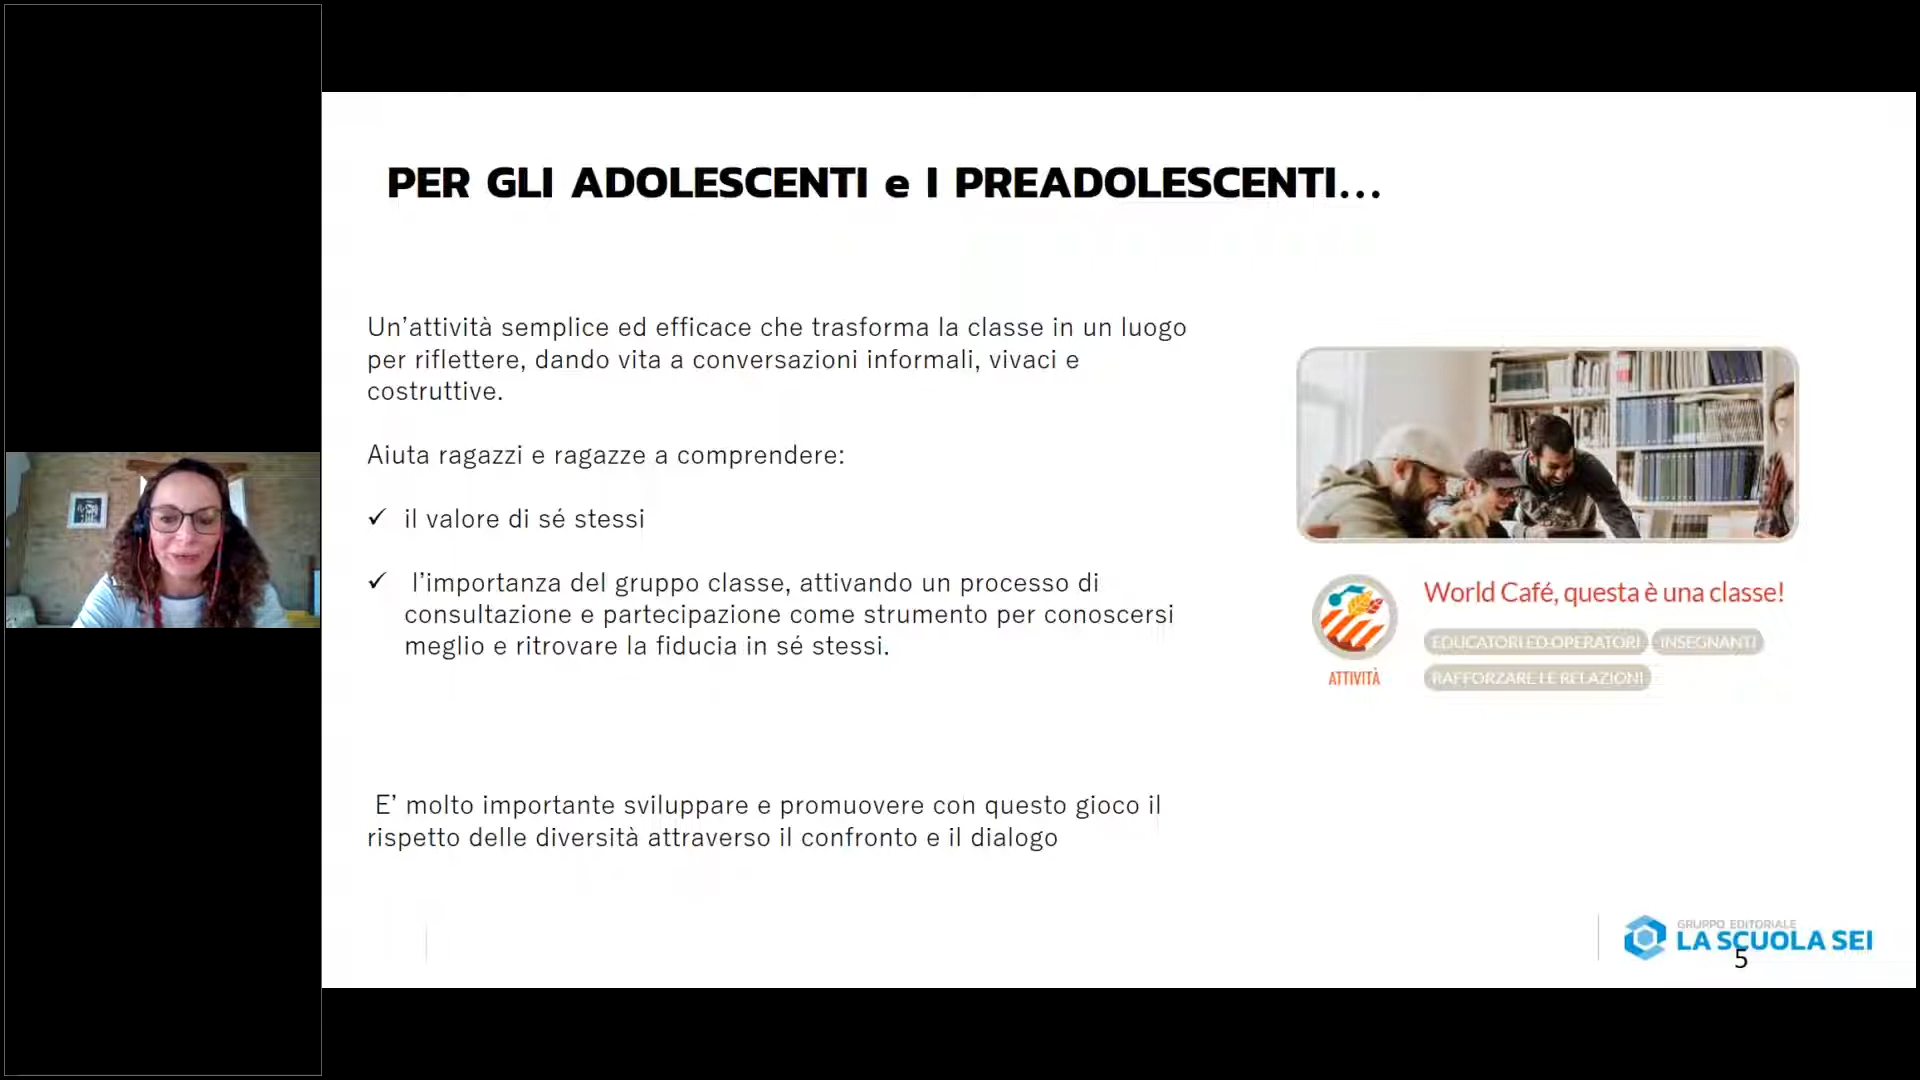 PER GLI ADOLESCENTI e I PREADOLESCENTI...
Un’attività semplice ed efficace che trasforma la classe in un luogo
per riflettere, dando vita a conversazioni informali, vivaci e
costruttive.
Aiuta ragazzi e ragazze a comprendere:
✓ il valore di sé stessi
✓ l’importanza del gruppo classe, attivando un processo di
consultazione e partecipazione come strumento per conoscersi
meglio e ritrovare la fiducia in sé stessi.
E’ molto importante sviluppare e promuovere con questo gioco il
rispetto delle diversità attraverso il confronto e il dialogo
World Café, questa è una classe!
EDUCATORI ED OPERATORI
INSEGNANTI
RAFFORZARE LE RELAZIONI
ATTIVITÀ
GRUPPO EDITORIALE
LA SCUOLA SEI
5